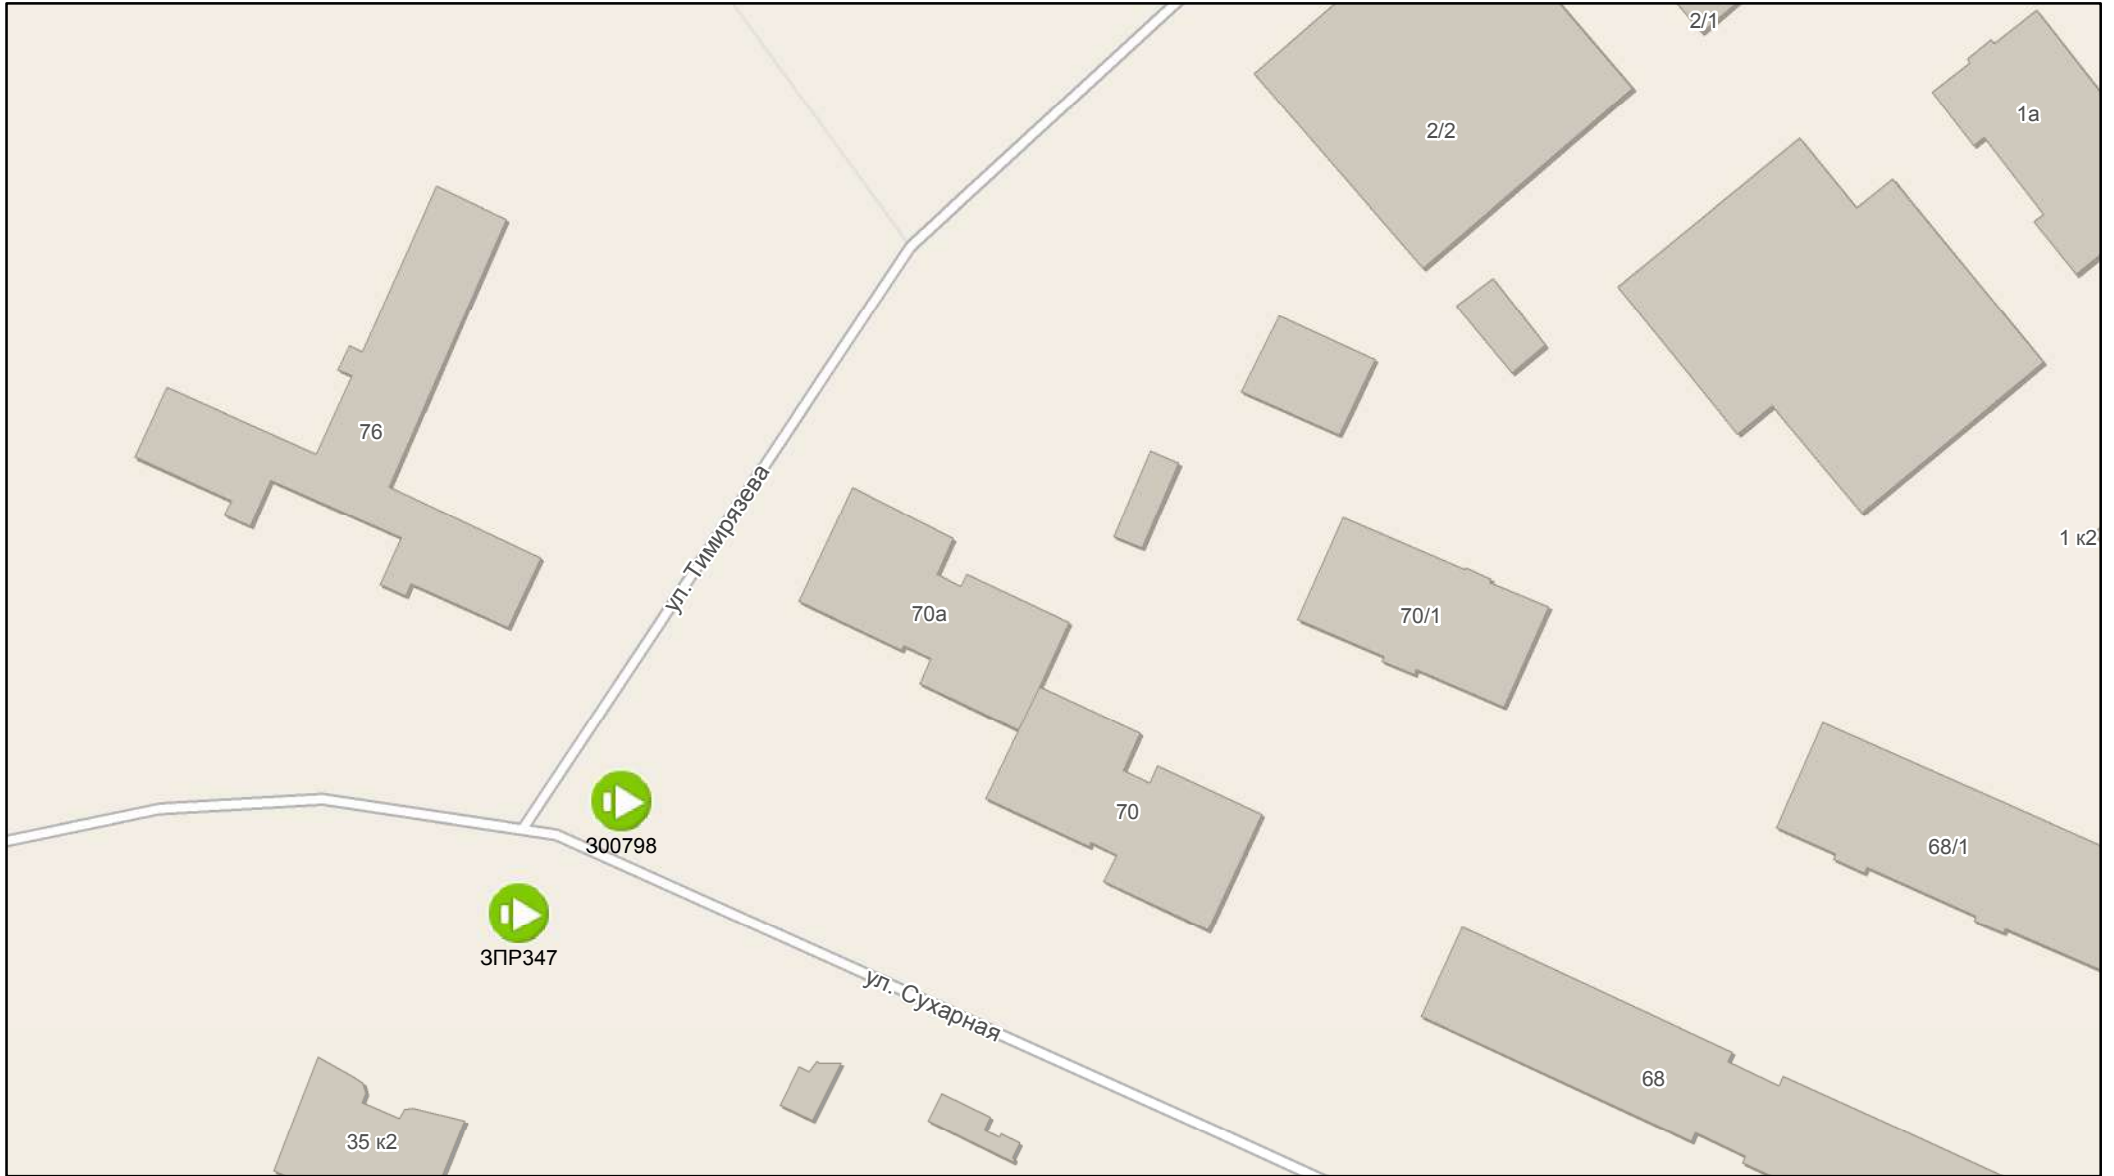 2/1
1а
2/2
76
ул. Тимирязева
1 к2
70а
70/1
70
300798
68/1
ЗПР347
ул. Сухарная
68
35 к2